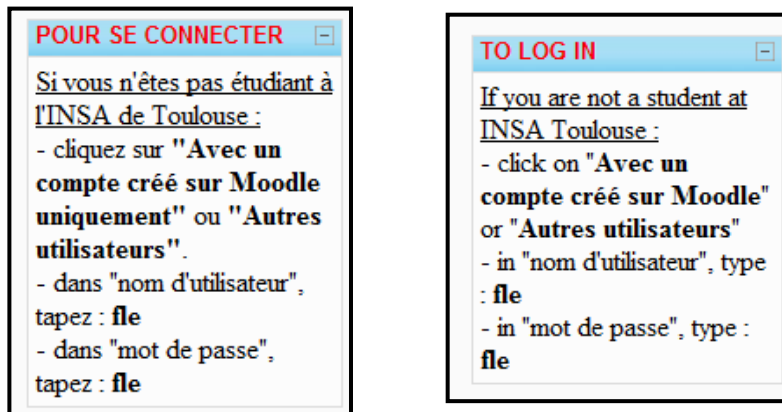 POUR SE CONNECTER
Si vous n'êtes pas étudiant à
l'INSA de Toulouse :
- cliquez sur "Avec un
compte créé sur Moodle
uniquement" ou "Autres
utilisateurs".
- dans "nom d'utilisateur",
tapez : fle
- dans "mot de passe",
tapez : fle
TO LOG IN
If you are not a student at
INSA Toulouse :
- click on "Avec un
compte créé sur Moodle"
or "Autres utilisateurs"
- in "nom d'utilisateur", type
: fle
- in "mot de passe", type :
fle